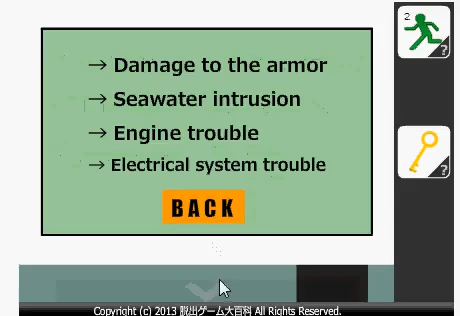 2
→ Damage to the armor
→ Seawater intrusion
→ Engine trouble
→ Electrical system trouble
BACK
?
?
Copyright (c) 2013 脱出ゲーム大百科 All Rights Reserved.